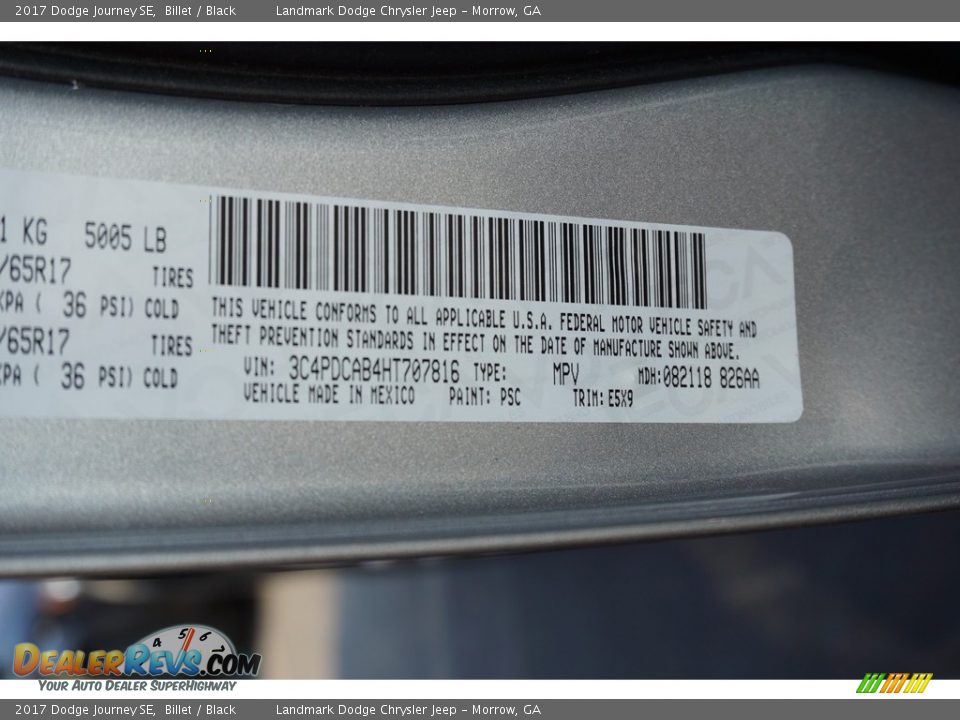 2017 Dodge Journey SE, Billet / Black Landmark Dodge Chrysler Jeep - Morrow, GA
1 KG 5005 LB
/65R17 TIRES
KPA ( 36 PSI) COLD
/65R17 TIRES
KPA ( 36 PSI) COLD
THIS VEHICLE CONFORMS TO ALL APPLICABLE U.S.A. FEDERAL MOTOR VEHICLE SAFETY AND
THEFT PREVENTION STANDARDS IN EFFECT ON THE DATE OF MANUFACTURE SHOWN ABOVE.
VIN: 3C4PDCAB4HT707816 TYPE: MPV MDH:082118 826AA
VEHICLE MADE IN MEXICO PAINT: PSC TRIM: E5X9
4 5 6
DEALERREVS.COM
YOUR AUTO DEALER SUPERHIGHWAY
2017 Dodge Journey SE, Billet / Black Landmark Dodge Chrysler Jeep - Morrow, GA